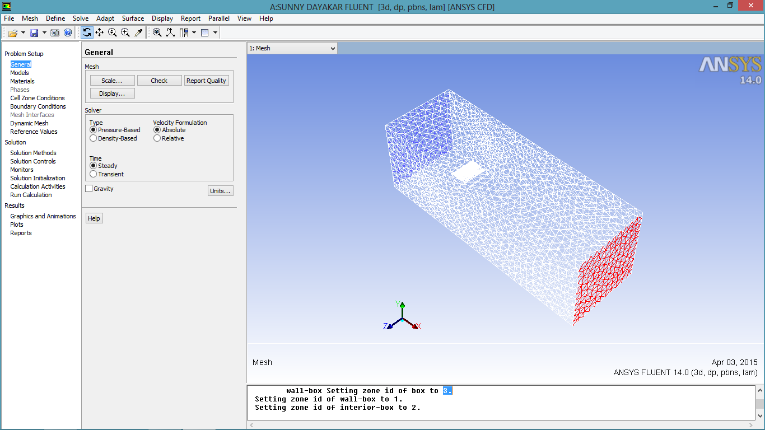 A:SUNNY DAYAKAR FLUENT [3d, dp, pbns, lam] [ANSYS CFD]
File Mesh Define Solve Adapt Surface Display Report Parallel View Help
Problem Setup
General
Models
Materials
Phases
Cell Zone Conditions
Boundary Conditions
Mesh Interfaces
Dynamic Mesh
Reference Values
Solution
Solution Methods
Solution Controls
Monitors
Solution Initialization
Calculation Activities
Run Calculation
Results
Graphics and Animations
Plots
Reports
General
Mesh
Scale... Check Report Quality
Display...
Solver
Type Velocity Formulation
Pressure-Based Absolute
Density-Based Relative
Time
Steady
Transient
Gravity Units...
Help
1: Mesh
ANSYS
14.0
Y
Z X
Mesh Apr 03, 2015
ANSYS FLUENT 14.0 (3d, dp, pbns, lam)
wall-box Setting zone id of box to 3.
Setting zone id of wall-box to 1.
Setting zone id of interior-box to 2.